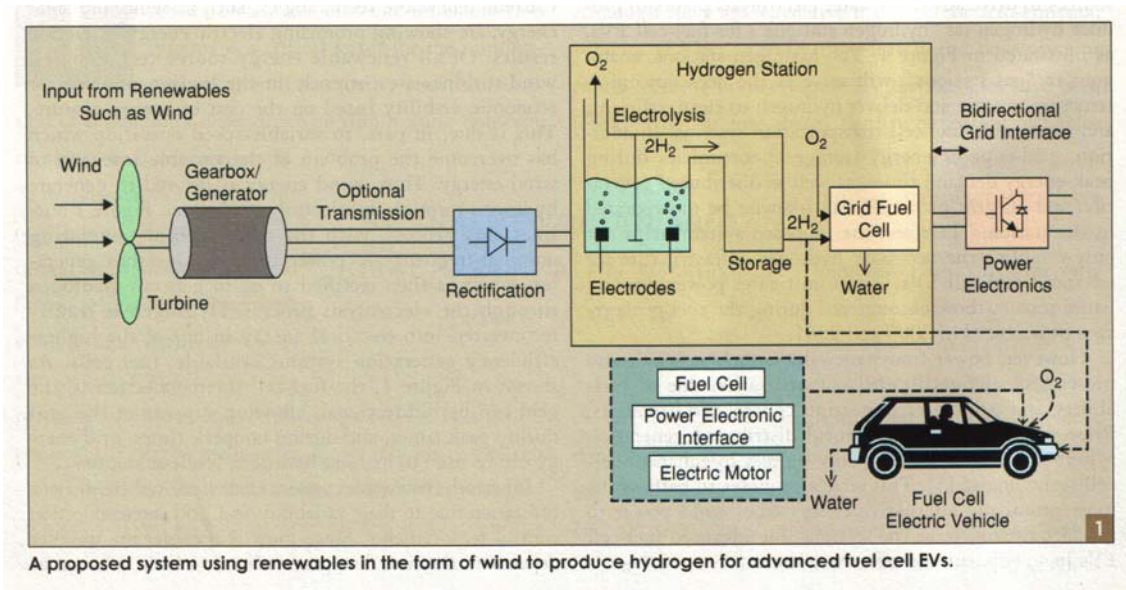 Input from Renewables
Such as Wind
Wind
Gearbox/
Generator
Turbine
Optional
Transmission
Rectification
O₂
Hydrogen Station
Electrolysis
2H₂
O₂
Electrodes
Storage
2H₂
Grid Fuel
Cell
Water
Bidirectional
Grid Interface
Power
Electronics
Fuel Cell
Power Electronic
Interface
Electric Motor
O₂
Water
Fuel Cell
Electric Vehicle
1
A proposed system using renewables in the form of wind to produce hydrogen for advanced fuel cell EVs.